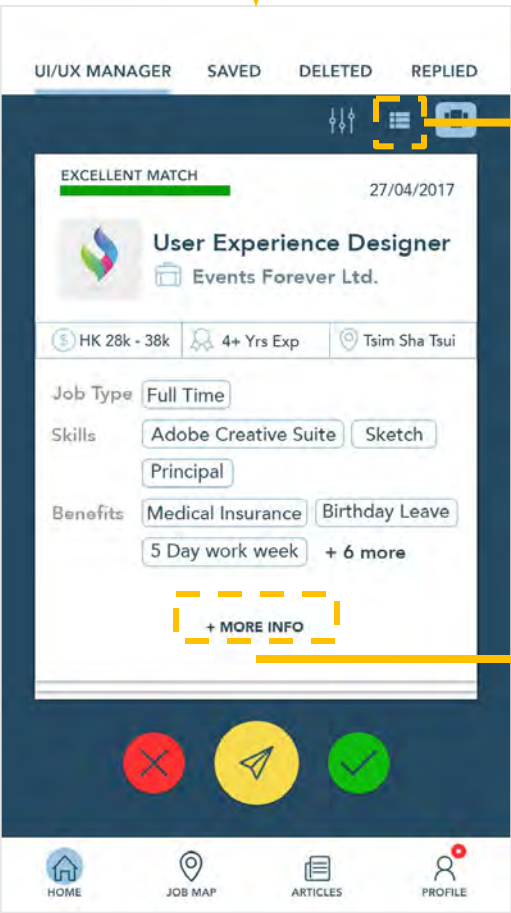 UI/UX MANAGER SAVED DELETED REPLIED
EXCELLENT MATCH
27/04/2017
User Experience Designer
Events Forever Ltd.
$ HK 28k - 38k 4+ Yrs Exp Tsim Sha Tsui
Job Type Full Time
Skills Adobe Creative Suite Sketch
Principal
Benefits Medical Insurance Birthday Leave
5 Day work week + 6 more
+ MORE INFO
HOME JOB MAP ARTICLES PROFILE